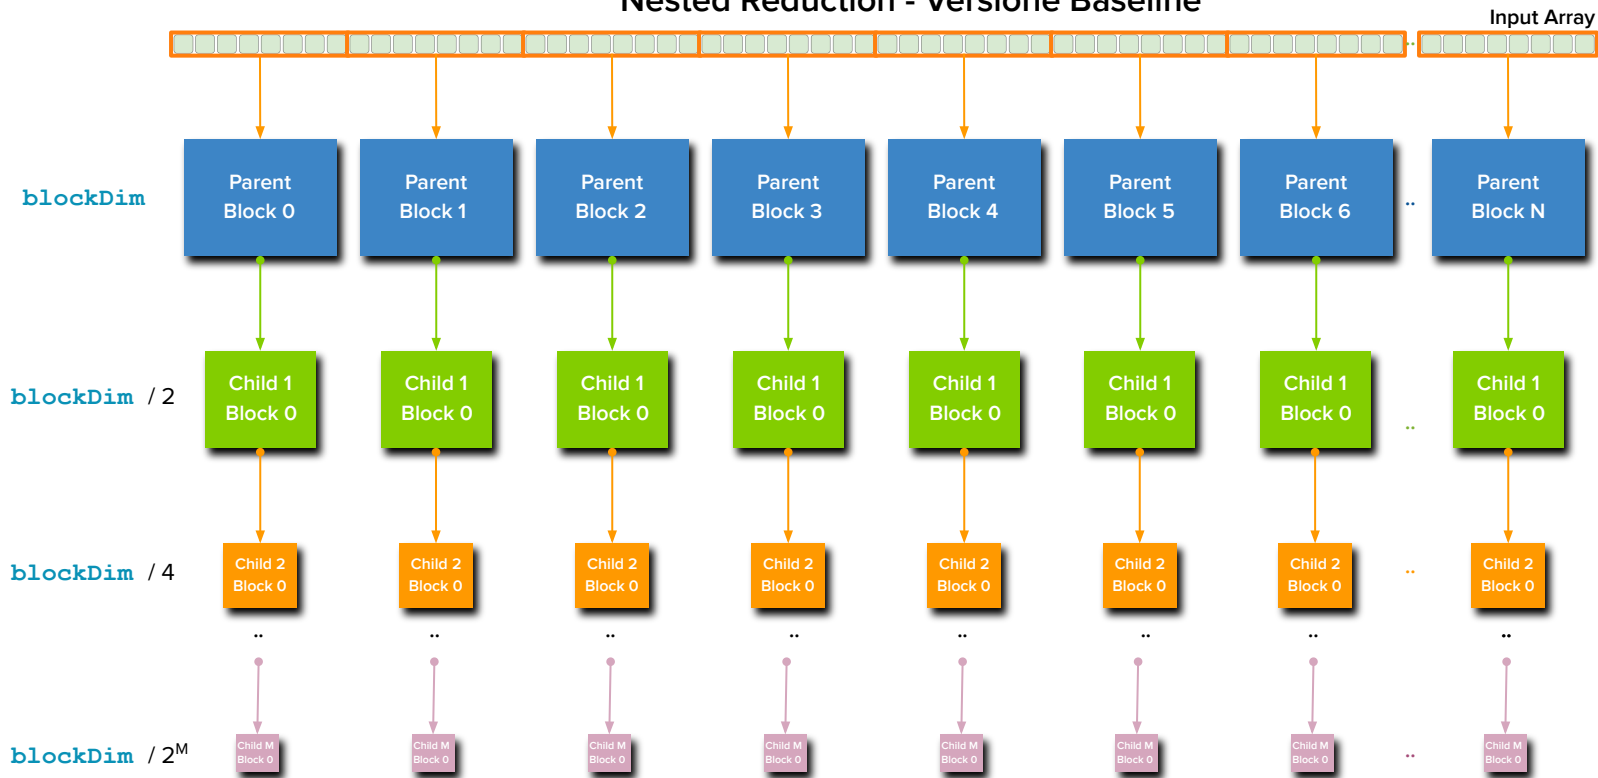 Nested Reduction - Versione Baseline
Input Array
..
blockDim
Parent
Block 0
Parent
Block 1
Parent
Block 2
Parent
Block 3
Parent
Block 4
Parent
Block 5
Parent
Block 6
..
Parent
Block N
blockDim / 2
Child 1
Block 0
Child 1
Block 0
Child 1
Block 0
Child 1
Block 0
Child 1
Block 0
Child 1
Block 0
Child 1
Block 0
..
Child 1
Block 0
blockDim / 4
Child 2
Block 0
Child 2
Block 0
Child 2
Block 0
Child 2
Block 0
Child 2
Block 0
Child 2
Block 0
Child 2
Block 0
..
Child 2
Block 0
.. .. .. .. .. .. .. ..
blockDim / 2ᴹ
Child M
Block 0
Child M
Block 0
Child M
Block 0
Child M
Block 0
Child M
Block 0
Child M
Block 0
Child M
Block 0
..
Child M
Block 0